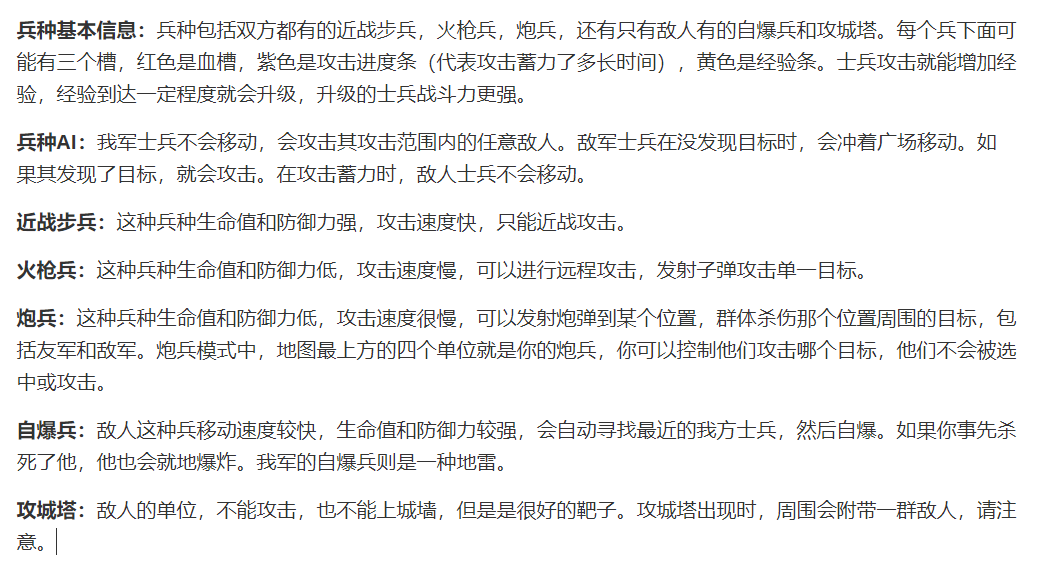 兵种基本信息：兵种包括双方都有的近战步兵，火枪兵，炮兵，还有只有敌人有的自爆兵和攻城塔。每个兵下面可
能有三个槽，红色是血槽，紫色是攻击进度条（代表攻击蓄力了多长时间），黄色是经验条。士兵攻击就能增加经
验，经验到达一定程度就会升级，升级的士兵战斗力更强。
兵种AI：我军士兵不会移动，会攻击其攻击范围内的任意敌人。敌军士兵在没发现目标时，会冲着广场移动。如
果其发现了目标，就会攻击。在攻击蓄力时，敌人士兵不会移动。
近战步兵：这种兵种生命值和防御力强，攻击速度快，只能近战攻击。
火枪兵：这种兵种生命值和防御力低，攻击速度慢，可以进行远程攻击，发射子弹攻击单一目标。
炮兵：这种兵种生命值和防御力低，攻击速度很慢，可以发射炮弹到某个位置，群体杀伤那个位置周围的目标，包
括友军和敌军。炮兵模式中，地图最上方的四个单位就是你的炮兵，你可以控制他们攻击哪个目标，他们不会被选
中或攻击。
自爆兵：敌人这种兵移动速度较快，生命值和防御力较强，会自动寻找最近的我方士兵，然后自爆。如果你事先杀
死了他，他也会就地爆炸。我军的自爆兵则是一种地雷。
攻城塔：敌人的单位，不能攻击，也不能上城墙，但是是很好的靶子。攻城塔出现时，周围会附带一群敌人，请注
意。